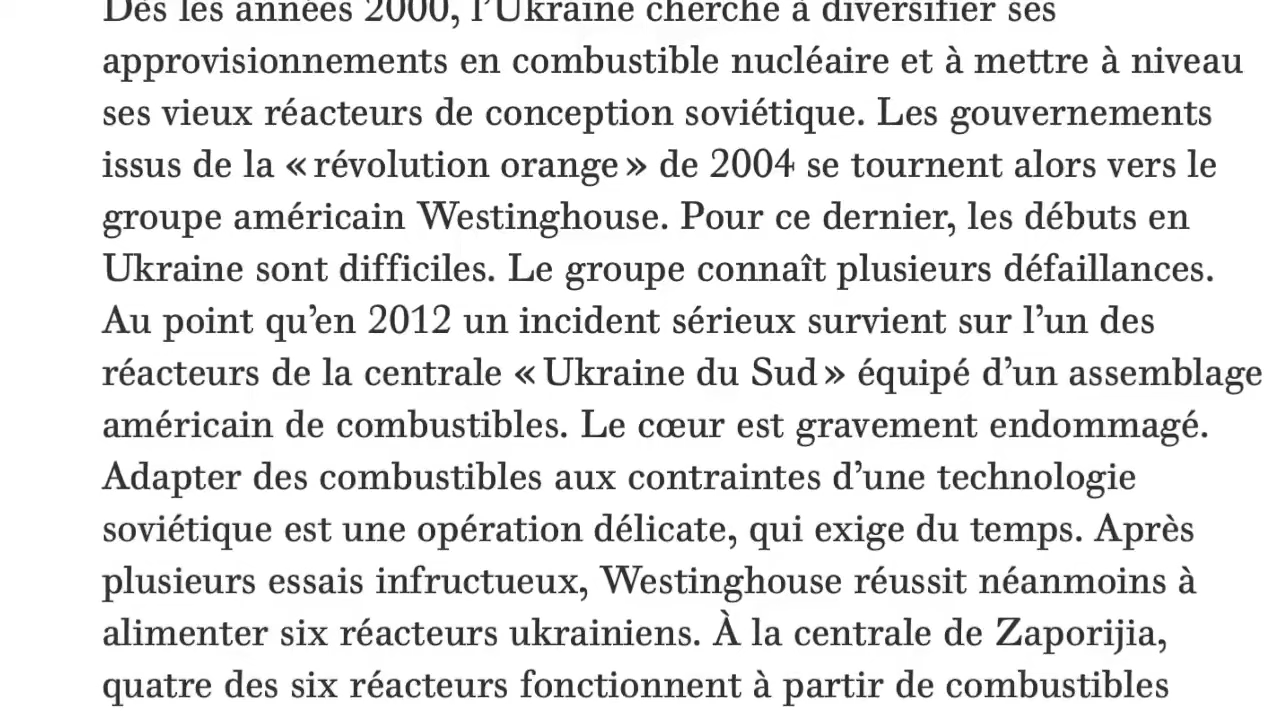 Dès les années 2000, l’Ukraine cherche à diversifier ses
approvisionnements en combustible nucléaire et à mettre à niveau
ses vieux réacteurs de conception soviétique. Les gouvernements
issus de la « révolution orange » de 2004 se tournent alors vers le
groupe américain Westinghouse. Pour ce dernier, les débuts en
Ukraine sont difficiles. Le groupe connaît plusieurs défaillances.
Au point qu’en 2012 un incident sérieux survient sur l’un des
réacteurs de la centrale « Ukraine du Sud » équipé d’un assemblage
américain de combustibles. Le cœur est gravement endommagé.
Adapter des combustibles aux contraintes d’une technologie
soviétique est une opération délicate, qui exige du temps. Après
plusieurs essais infructueux, Westinghouse réussit néanmoins à
alimenter six réacteurs ukrainiens. À la centrale de Zaporijia,
quatre des six réacteurs fonctionnent à partir de combustibles